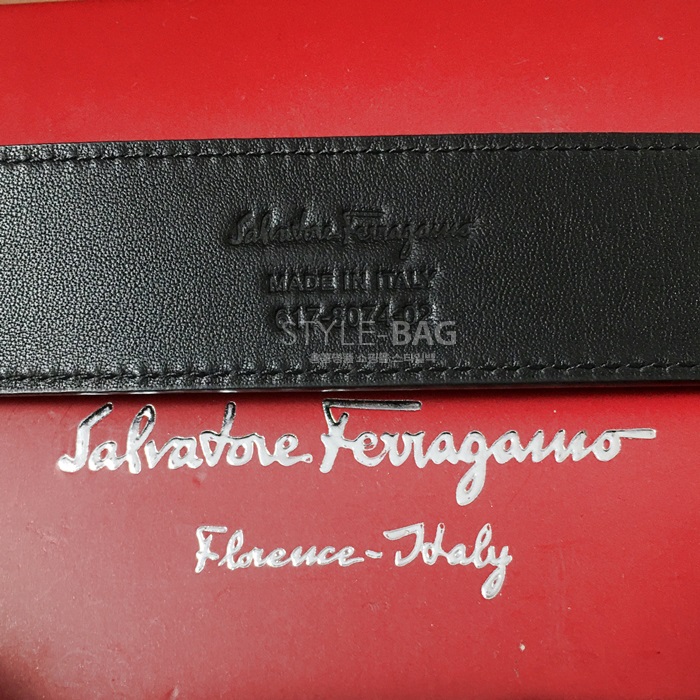 Salvatore Ferragamo
MADE IN ITALY
STYLE-BAG
Salvatore Ferragamo
Florence-Italy